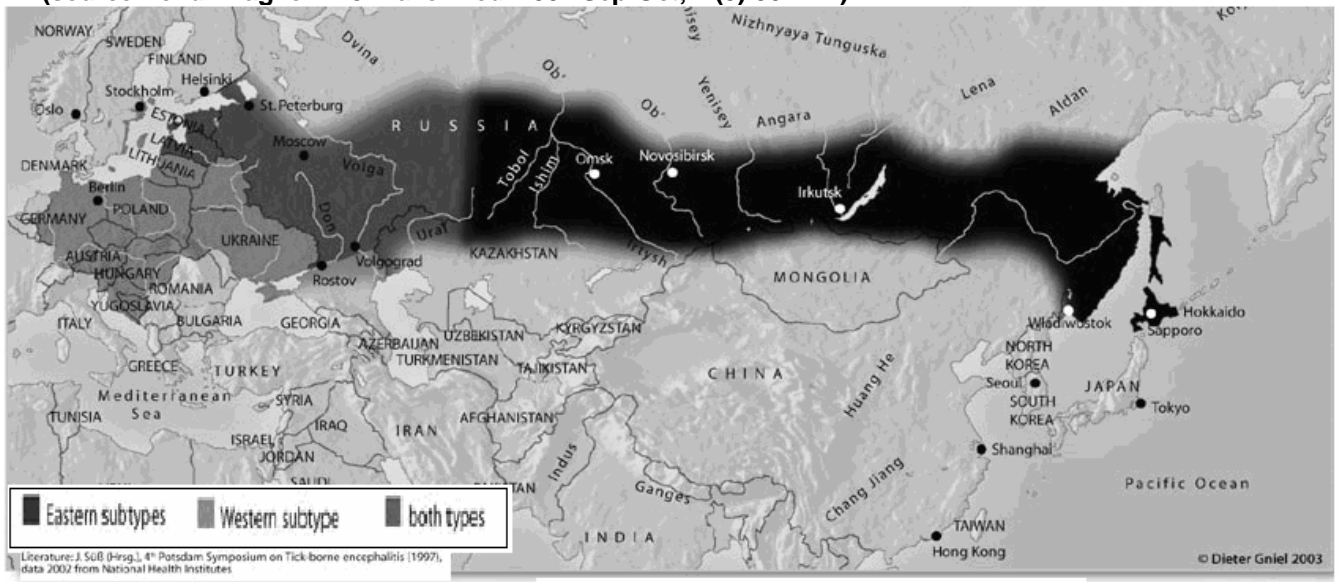 NORWAY
SWEDEN
FINLAND
Helsinki
Stockholm
Oslo
St. Peterburg
ESTONIA
LATVIA
LITHUANIA
DENMARK
Berlin
GERMANY
POLAND
AUSTRIA
HUNGARY
YUGOSLAVIA
ROMANIA
BULGARIA
UKRAINE
ITALY
GREECE
TURKEY
Mediterranean
Sea
TUNISIA
SYRIA
IRAQ
ISRAEL
JORDAN
SAUDI
IRAN
Dvina
RUSSIA
Moscow
Volga
Don
Ural
Volgograd
Rostov
GEORGIA
AZERBAIJAN
TURKMENISTAN
UZBEKISTAN
KYRGYZSTAN
TAJIKISTAN
AFGHANISTAN
KAZAKHSTAN
Ob'
Ob'
Tobol
Ishim
Irtysh
Omsk
Novosibirsk
Yenisey
Angara
Nizhnyaya Tunguska
Lena
Aldan
Irkutsk
MONGOLIA
CHINA
Huang He
Chang Jiang
Indus
Ganges
INDIA
Wladiwostok
NORTH
KOREA
Seoul
SOUTH
KOREA
JAPAN
Tokyo
Hokkaido
Sapporo
Shanghai
TAIWAN
Hong Kong
Pacific Ocean
Eastern subtypes
Western subtype
both types
Literature: J. Süß (Hrsg.), 4th Potsdam Symposium on Tick-borne encephalitis (1997),
data 2002 from National Health Institutes
© Dieter Gniel 2003